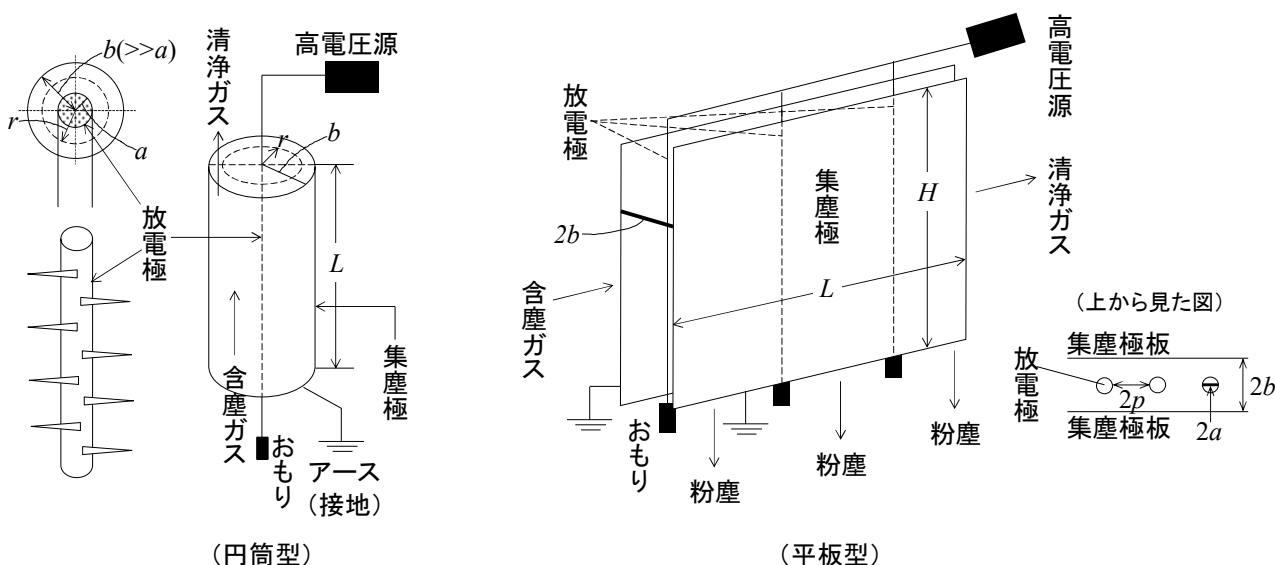 b(>>a)
r
a
放電極
清浄ガス
高電圧源
r
b
L
含塵ガス
集塵極
おもり
アース
(接地)
(円筒型)
高電圧源
放電極
清浄ガス
集塵極
H
2b
L
含塵ガス
おもり
粉塵
粉塵
粉塵
(上から見た図)
集塵極板
放電極
2p
2b
2a
集塵極板
(平板型)